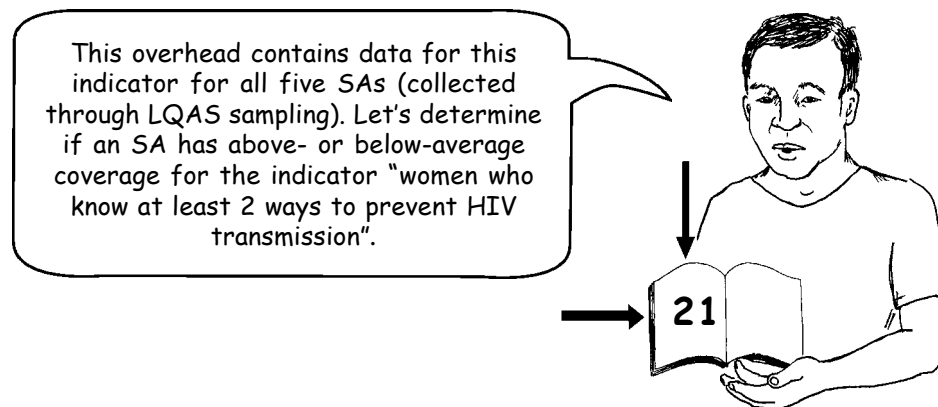 This overhead contains data for this
indicator for all five SAs (collected
through LQAS sampling). Let’s determine
if an SA has above- or below-average
coverage for the indicator “women who
know at least 2 ways to prevent HIV
transmission”.
21